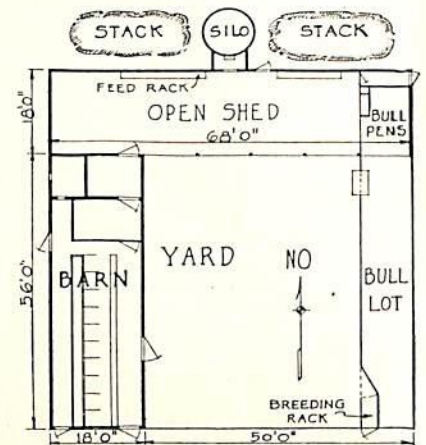 STACK
SILO
STACK
FEED RACK
OPEN SHED
68'0"
18'0"
BULL
PENS
56'0"
BARN
YARD
NO
BULL
LOT
BREEDING
RACK
18'0"
50'0"